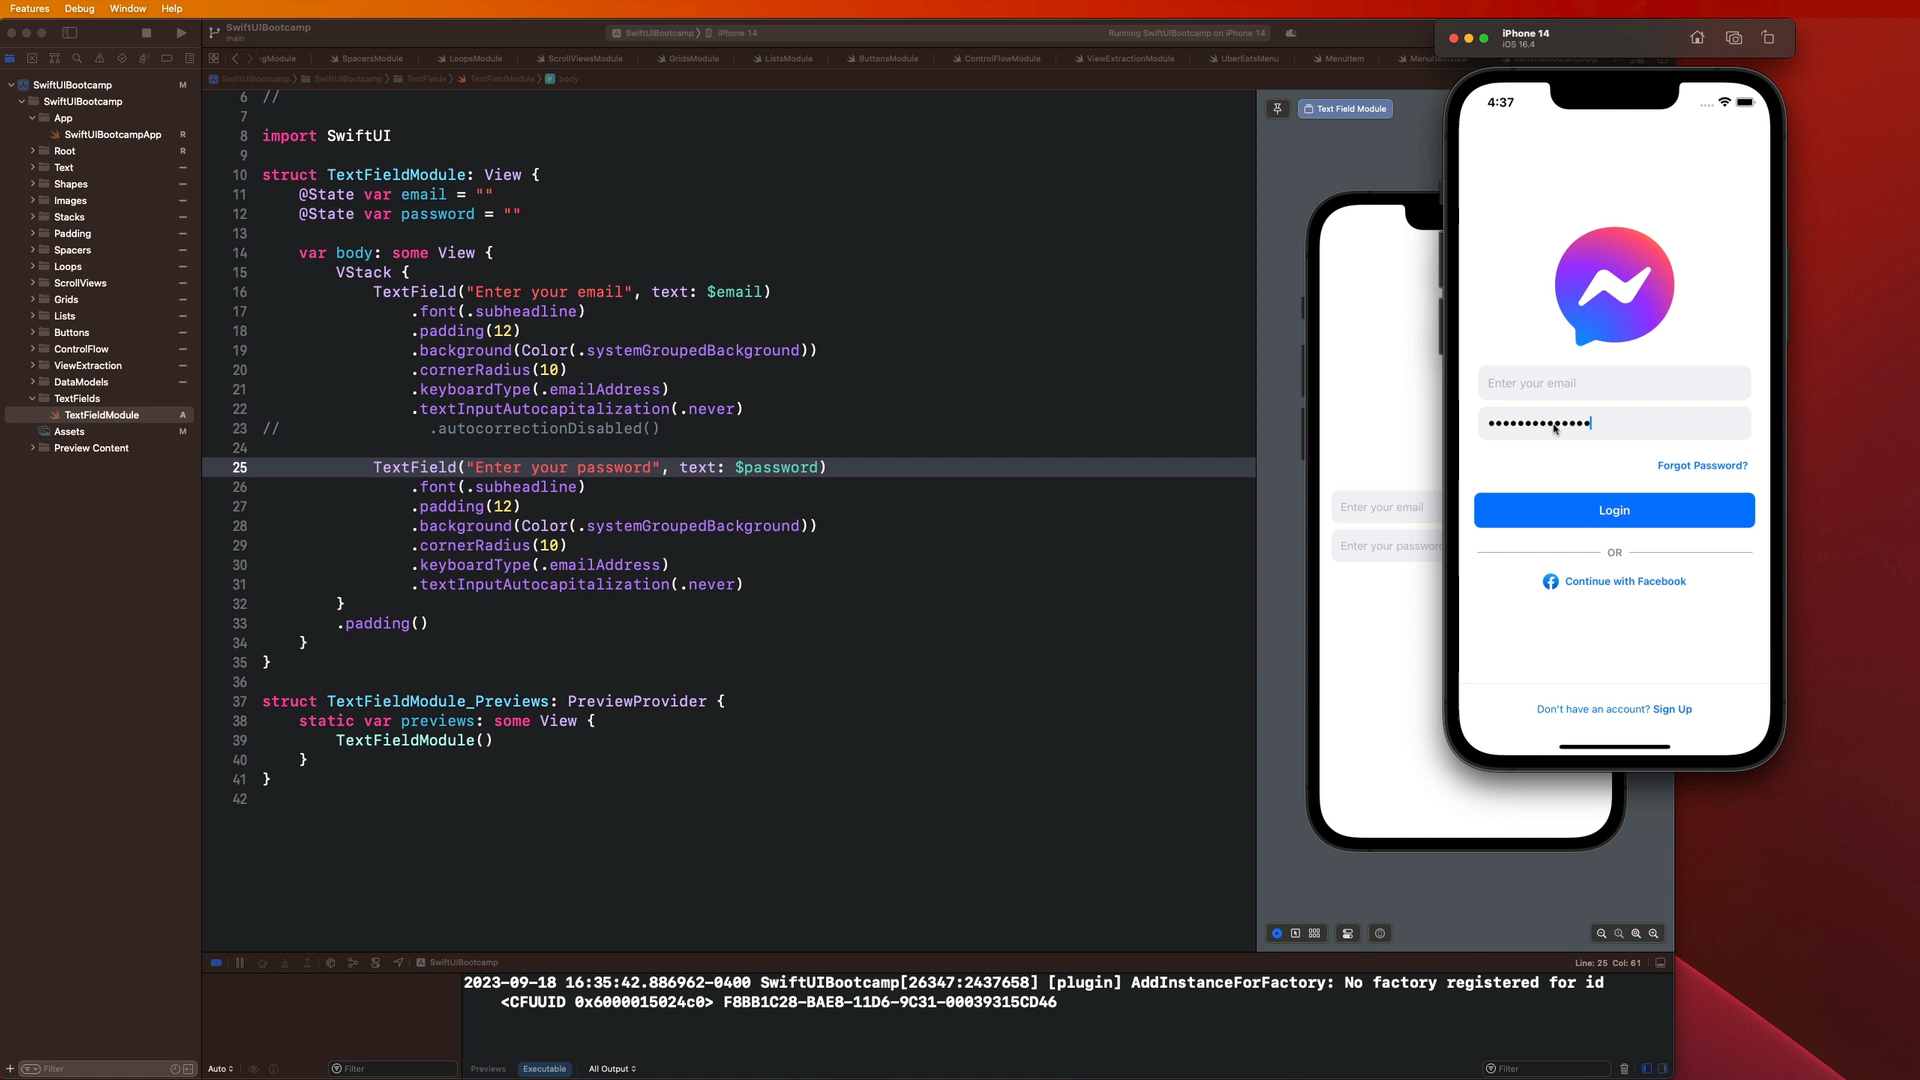 Features Debug Window Help
SwiftUIBootcamp
main
SwiftUIBootcamp 〉 iPhone 14
Running SwiftUIBootcamp on iPhone 14
iPhone 14
iOS 16.4
ngModule SpacersModule LoopsModule ScrollViewsModule GridsModule ListsModule ButtonsModule ControlFlowModule ViewExtractionModule UberEatsMenu MenuItem
SwiftUIBootcamp 〉 SwiftUIBootcamp 〉 TextFields 〉 TextFieldModule 〉 body
SwiftUIBootcamp M
SwiftUIBootcamp
App
SwiftUIBootcampApp R
Root R
Text
Shapes
Images
Stacks
Padding
Spacers
Loops
ScrollViews
Grids
Lists
Buttons
ControlFlow
ViewExtraction
DataModels
TextFields
TextFieldModule A
Assets M
Preview Content
Filter
6 //
7
8 import SwiftUI
9
10 struct TextFieldModule: View {
11 @State var email = ""
12 @State var password = ""
13
14 var body: some View {
15 VStack {
16 TextField("Enter your email", text: $email)
17 .font(.subheadline)
18 .padding(12)
19 .background(Color(.systemGroupedBackground))
20 .cornerRadius(10)
21 .keyboardType(.emailAddress)
22 .textInputAutocapitalization(.never)
23 // .autocorrectionDisabled()
24
25 TextField("Enter your password", text: $password)
26 .font(.subheadline)
27 .padding(12)
28 .background(Color(.systemGroupedBackground))
29 .cornerRadius(10)
30 .keyboardType(.emailAddress)
31 .textInputAutocapitalization(.never)
32 }
33 .padding()
34 }
35 }
36
37 struct TextFieldModule_Previews: PreviewProvider {
38 static var previews: some View {
39 TextFieldModule()
40 }
41 }
42
Text Field Module
Enter your email
Enter your password
4:37
Enter your email
••••••••••••••
Forgot Password?
Login
OR
Continue with Facebook
Don't have an account? Sign Up
SwiftUIBootcamp
Line: 25 Col: 61
2023-09-18 16:35:42.886962-0400 SwiftUIBootcamp[26347:2437658] [plugin] AddInstanceForFactory: No factory registered for id
<CFUUID 0x6000015024c0> F8BB1C28-BAE8-11D6-9C31-00039315CD46
Auto Filter Previews Executable All Output Filter